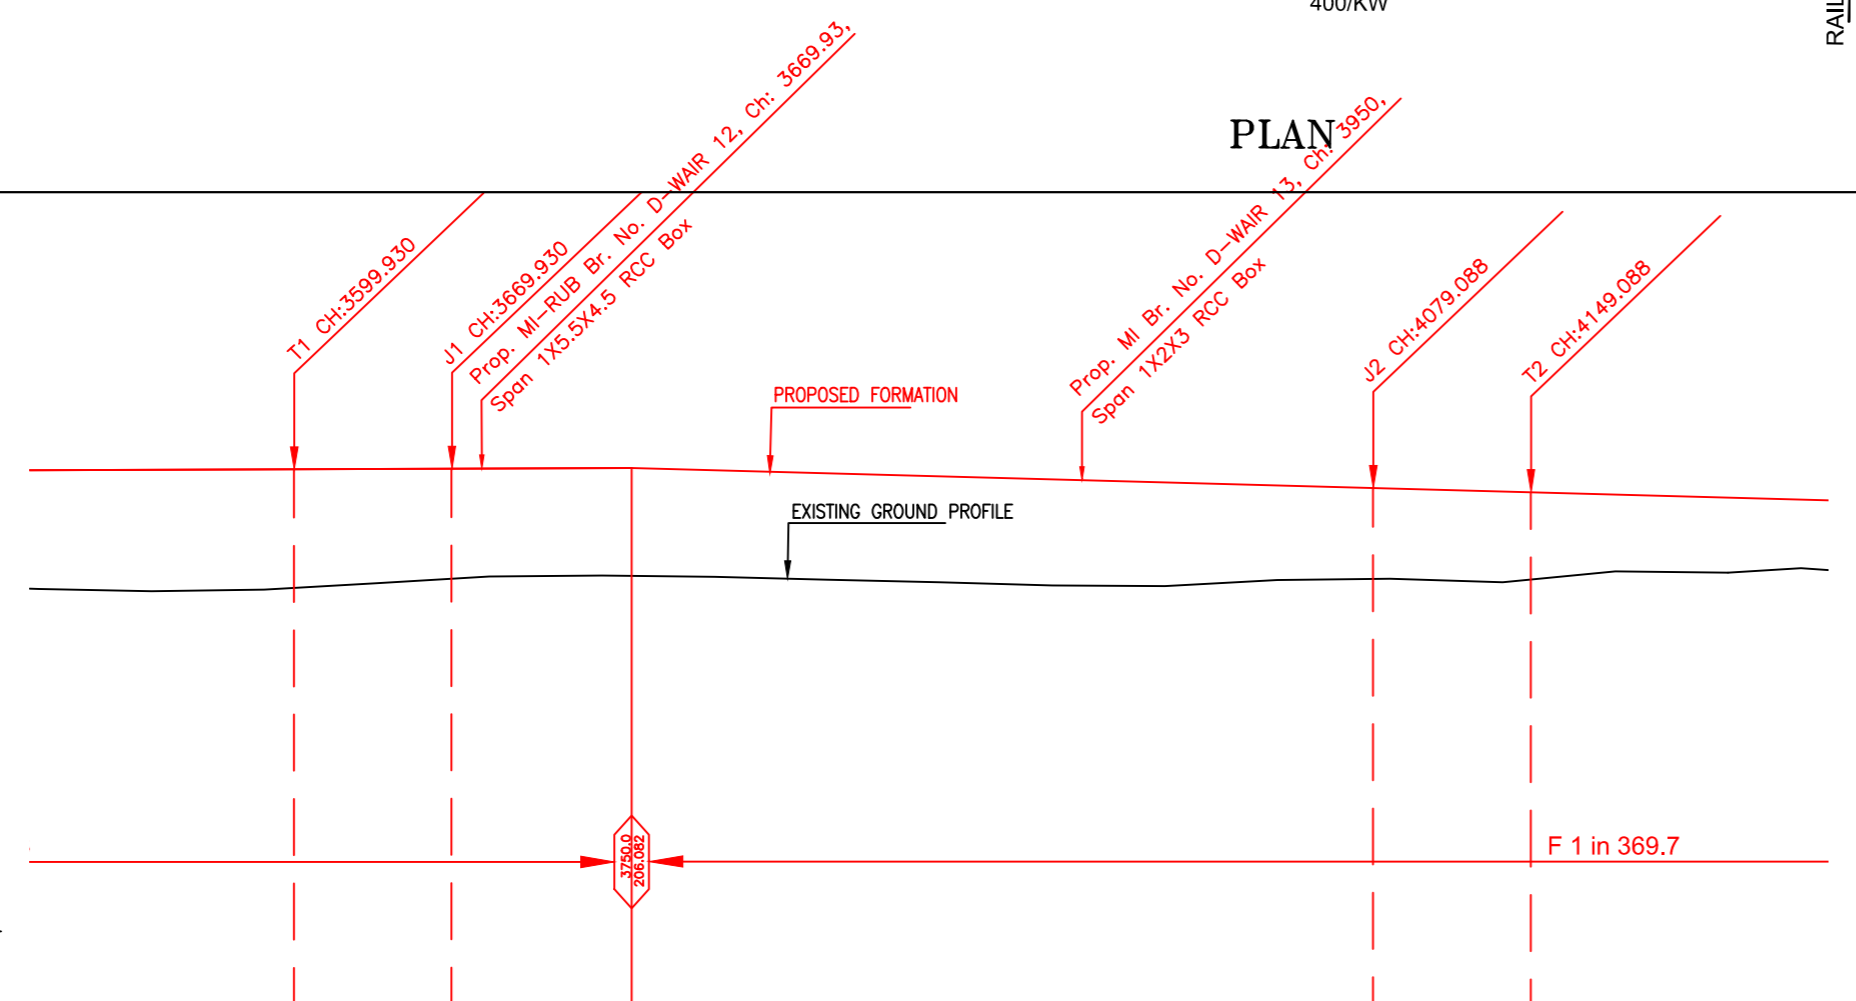 400/KW
RAIL
PLAN
T1 CH:3599.930
J1 CH:3669.930
Prop. MI-RUB Br. No. D-WAIR 12, Ch: 3669.93,
Span 1X5.5X4.5 RCC Box
PROPOSED FORMATION
Prop. MI Br. No. D-WAIR 13, Ch: 3950,
Span 1X2X3 RCC Box
J2 CH:4079.088
T2 CH:4149.088
EXISTING GROUND PROFILE
3750.0
206.082
F 1 in 369.7